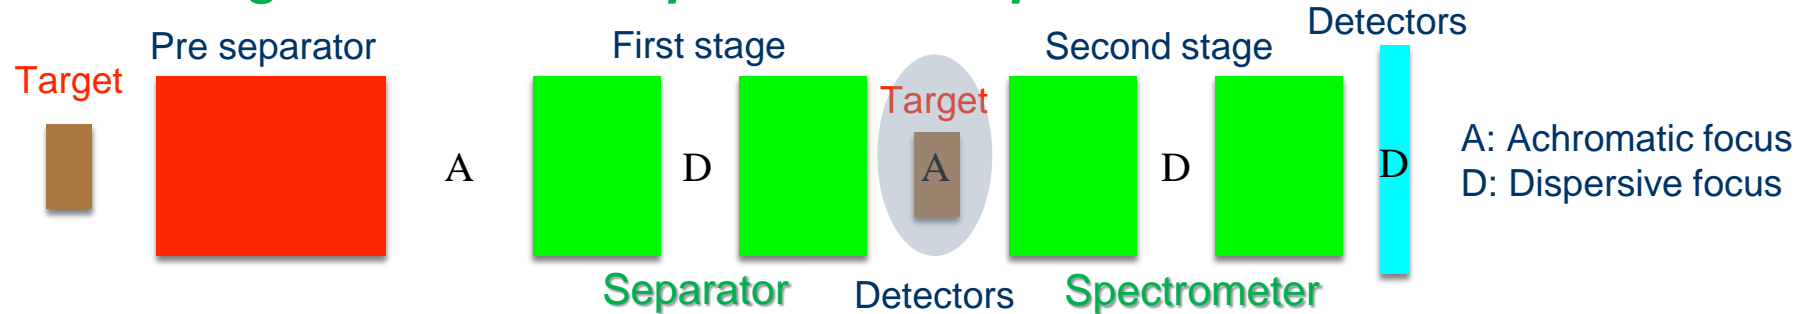 Target
Pre separator
First stage
Target
Second stage
Detectors
A
D
A
D
D
A: Achromatic focus
D: Dispersive focus
Separator
Detectors
Spectrometer